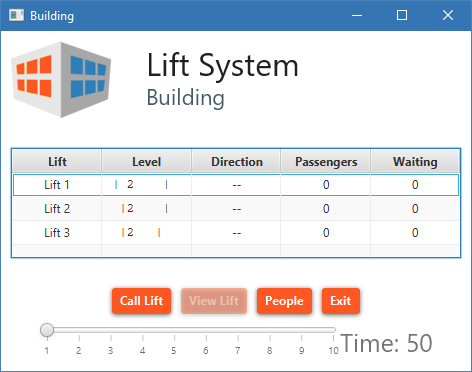 Building
Lift System
Building
Lift Level Direction Passengers Waiting
Lift 1 | 2 | -- 0 0
Lift 2 | 2 | -- 0 0
Lift 3 | 2 | -- 0 0
Call Lift View Lift People Exit
1 2 3 4 5 6 7 8 9 10 Time: 50